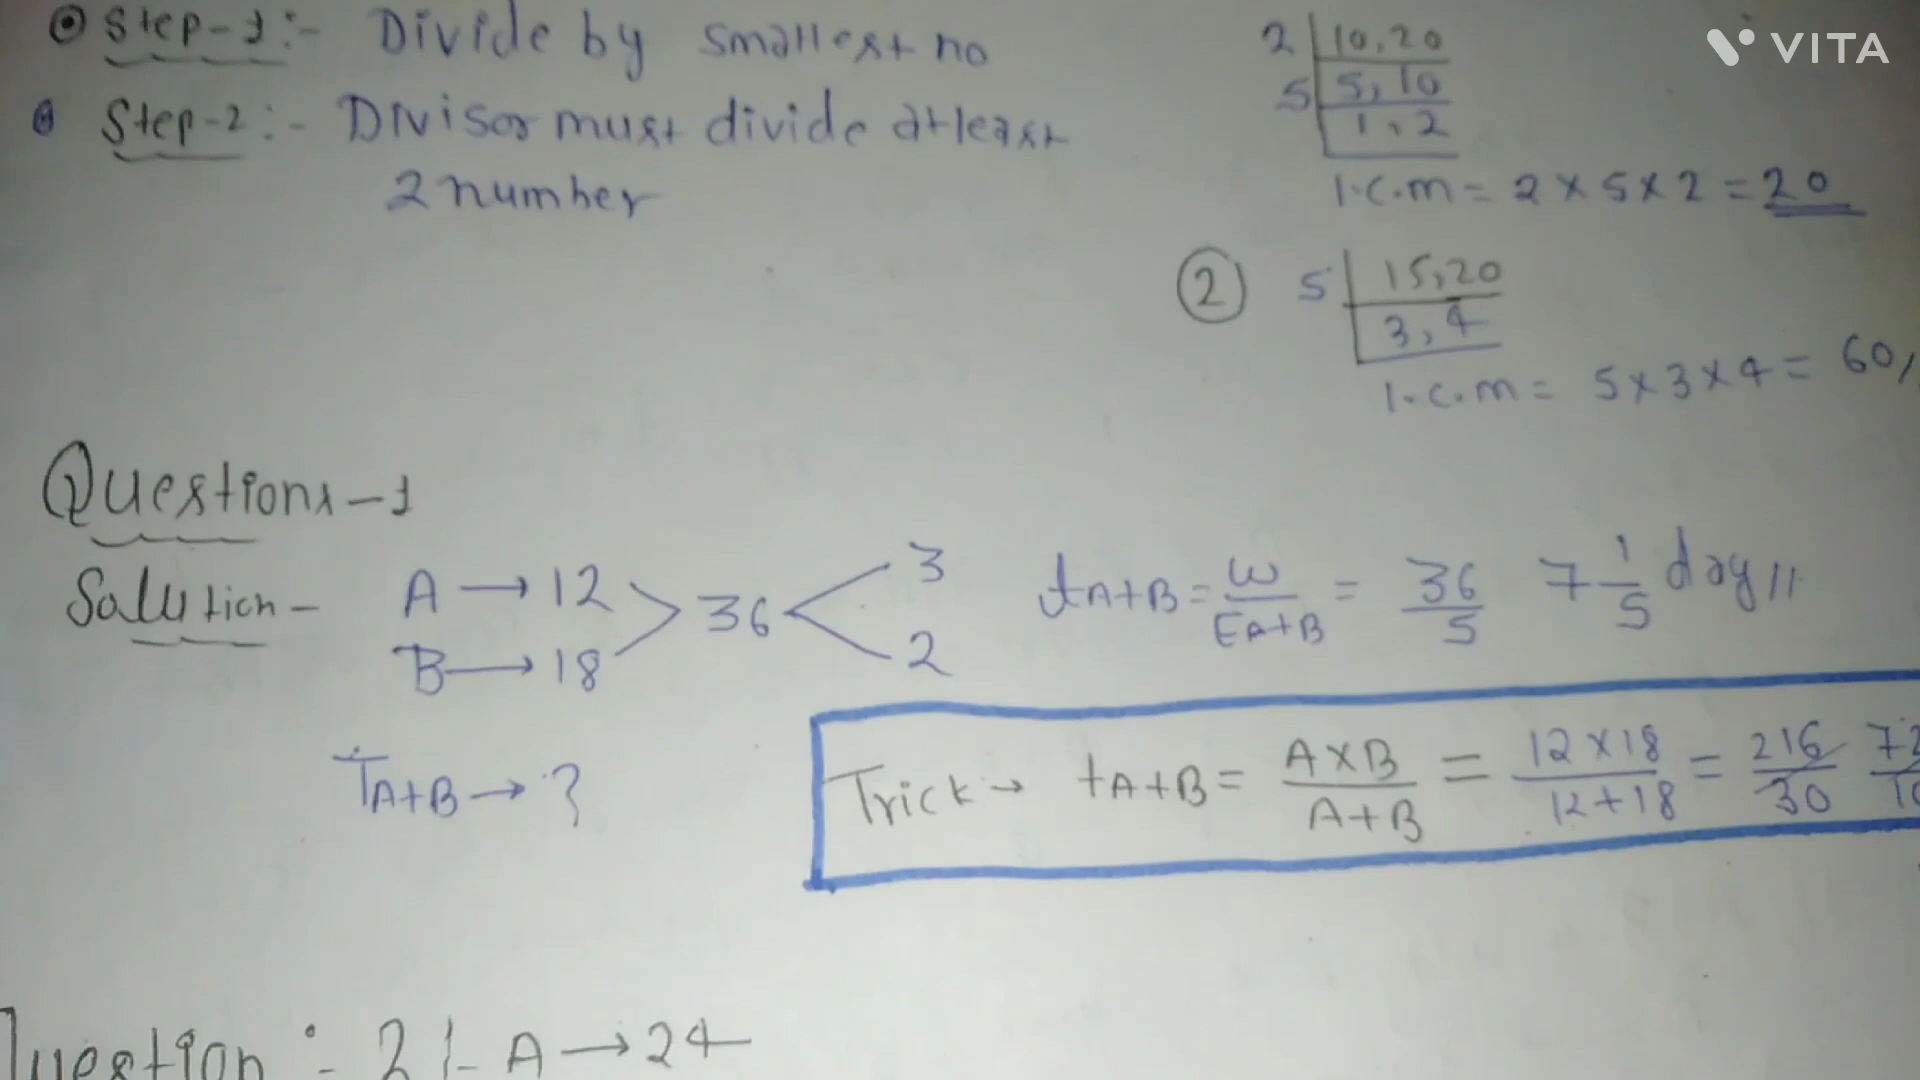 Step-1:- Divide by smallest no
Step-2:- Divisor must divide atleast
2 number
2 10,20
5 5,10
1,2
l.c.m = 2 × 5 × 2 = 20
VITA
2 5 15,20
3,4
l.c.m = 5×3×4 = 60
Questions-1
Solution - A → 12 > 36 < 3
B → 18 2
tA+B = W/EA+B = 36/5 7 1/5 day//
TA+B → ?
Trick → tA+B = A×B/A+B = 12×18/12+18 = 216/30 72/10
Question :- 2 :- A → 24